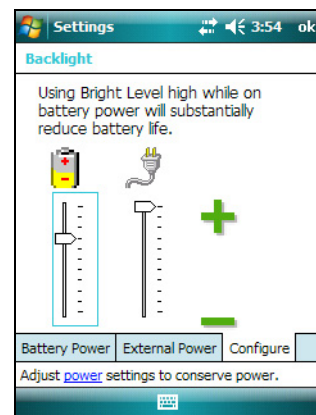 Settings 3:54 ok
Backlight
Using Bright Level high while on
battery power will substantially
reduce battery life.
Battery Power External Power Configure
Adjust power settings to conserve power.